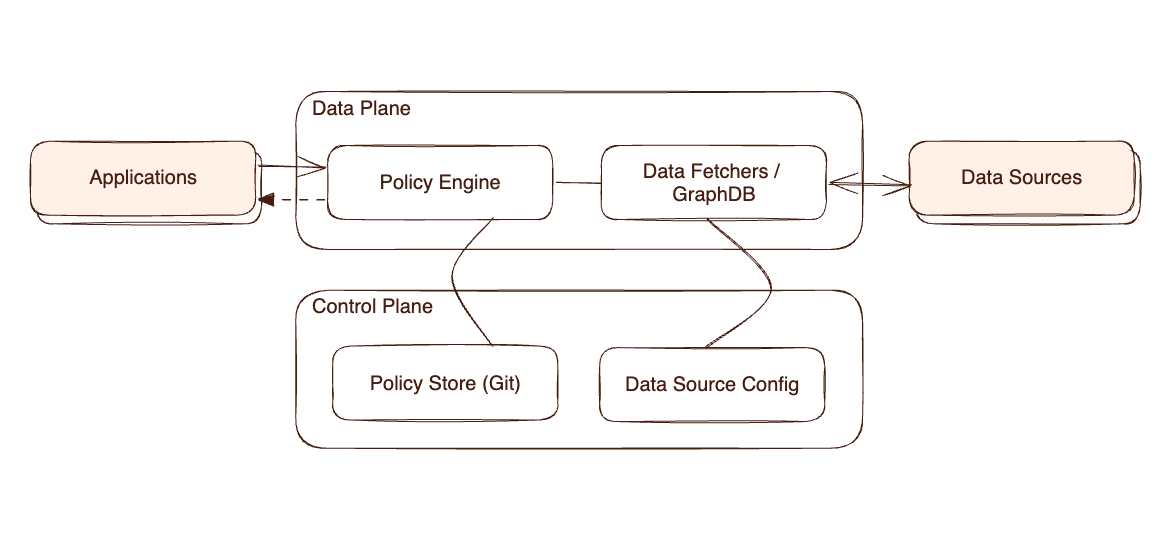 Data Plane
Applications
Policy Engine
Data Fetchers /
GraphDB
Data Sources
Control Plane
Policy Store (Git)
Data Source Config